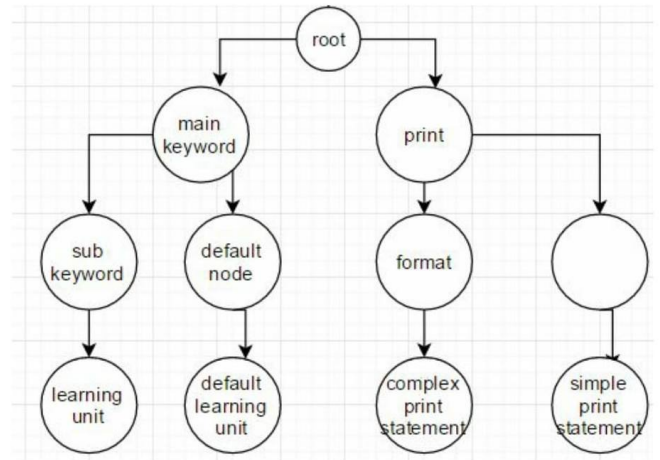 root
main
keyword
print
sub
keyword
default
node
format
learning
unit
default
learning
unit
complex
print
statement
simple
print
statement